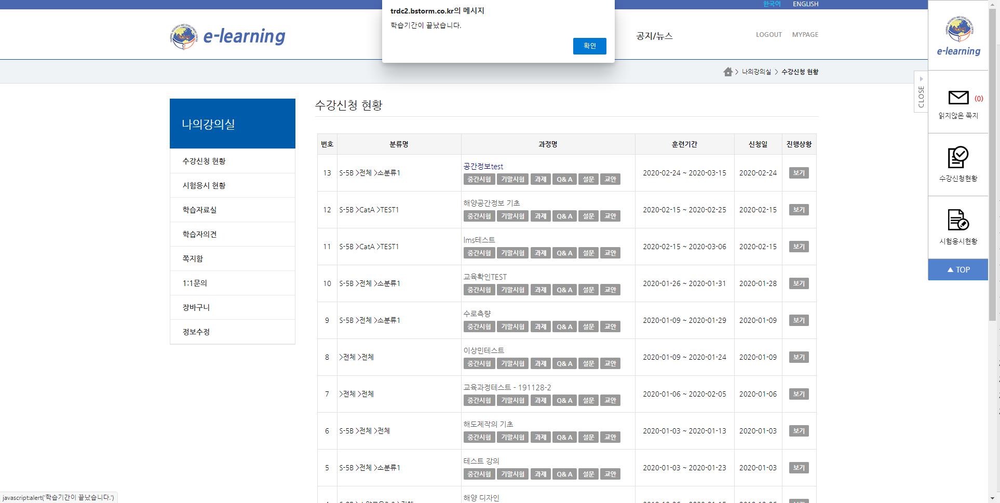 한국어 ENGLISH
trdc2.bstorm.co.kr의 메시지
학습기간이 끝났습니다.
확인
e-learning
공지/뉴스
LOGOUT MYPAGE
> 나의강의실 > 수강신청 현황
나의강의실
수강신청 현황
시험응시 현황
학습자료실
학습자의견
쪽지함
1:1문의
장바구니
정보수정
수강신청 현황
번호 분류명 과정명 훈련기간 신청일 진행상황
13 S-5B >전체 >소분류1 공간정보test 2020-02-24 ~ 2020-03-15 2020-02-24 보기
중간시험 기말시험 과제 Q& A 설문 교안
12 S-5B >CatA >TEST1 해양공간정보 기초 2020-02-15 ~ 2020-02-25 2020-02-15 보기
중간시험 기말시험 과제 Q& A 설문 교안
11 S-5B >CatA >TEST1 lms테스트 2020-02-15 ~ 2020-03-06 2020-02-15 보기
중간시험 기말시험 과제 Q& A 설문 교안
10 S-5B >전체 >소분류1 교육확인TEST 2020-01-26 ~ 2020-01-31 2020-01-28 보기
중간시험 기말시험 과제 Q& A 설문 교안
9 S-5B >전체 >소분류1 수로측량 2020-01-09 ~ 2020-01-29 2020-01-09 보기
중간시험 기말시험 과제 Q& A 설문 교안
8 >전체 >전체 이상민테스트 2020-01-09 ~ 2020-01-24 2020-01-09 보기
중간시험 기말시험 과제 Q& A 설문 교안
7 >전체 >전체 교육과정테스트 - 191128-2 2020-01-06 ~ 2020-02-05 2020-01-06 보기
중간시험 기말시험 과제 Q& A 설문 교안
6 S-5B >전체 >전체 해도제작의 기초 2020-01-03 ~ 2020-01-13 2020-01-03 보기
중간시험 기말시험 과제 Q& A 설문 교안
5 S-5B >전체 >소분류1 테스트 강의 2020-01-03 ~ 2020-01-23 2020-01-03 보기
중간시험 기말시험 과제 Q& A 설문 교안
해양 디자인
e-learning
CLOSE
(0)
읽지않은 쪽지
수강신청현황
시험응시현황
▲ TOP
javascript:alert('학습기간이 끝났습니다.')